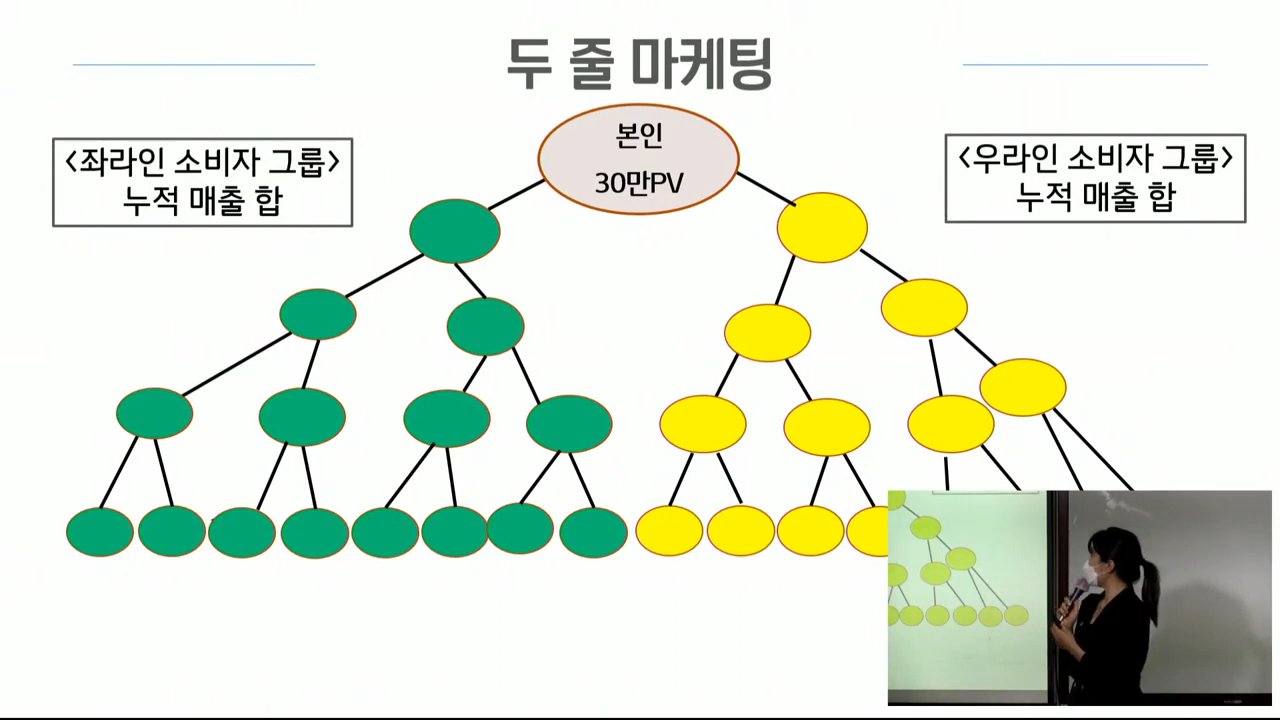 두 줄 마케팅
<좌라인 소비자 그룹>
누적 매출 합
본인
30만PV
<우라인 소비자 그룹>
누적 매출 합